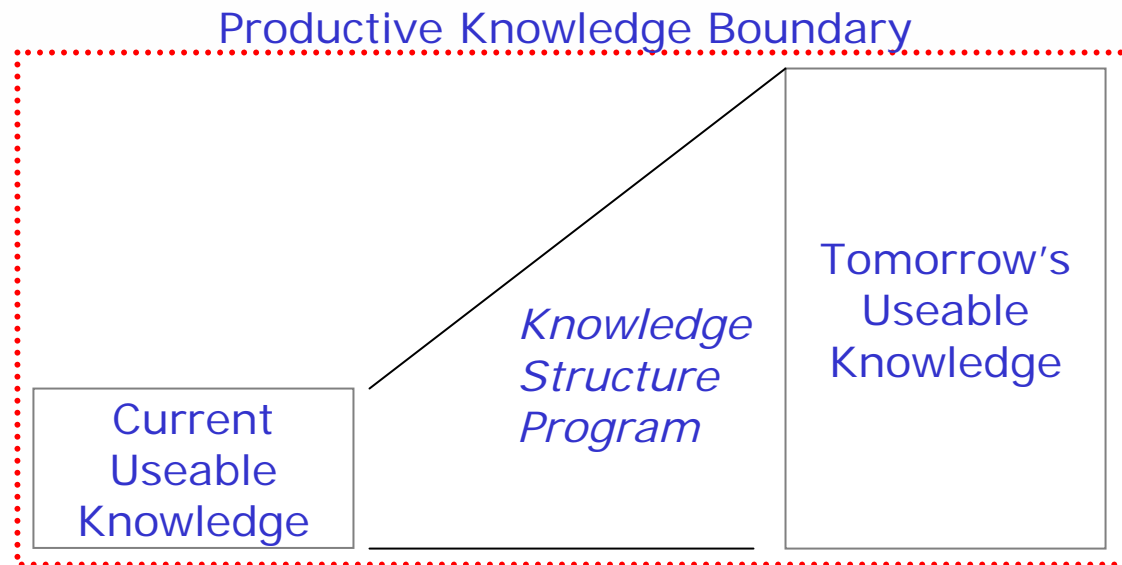 Productive Knowledge Boundary
Current
Useable
Knowledge
Knowledge
Structure
Program
Tomorrow's
Useable
Knowledge